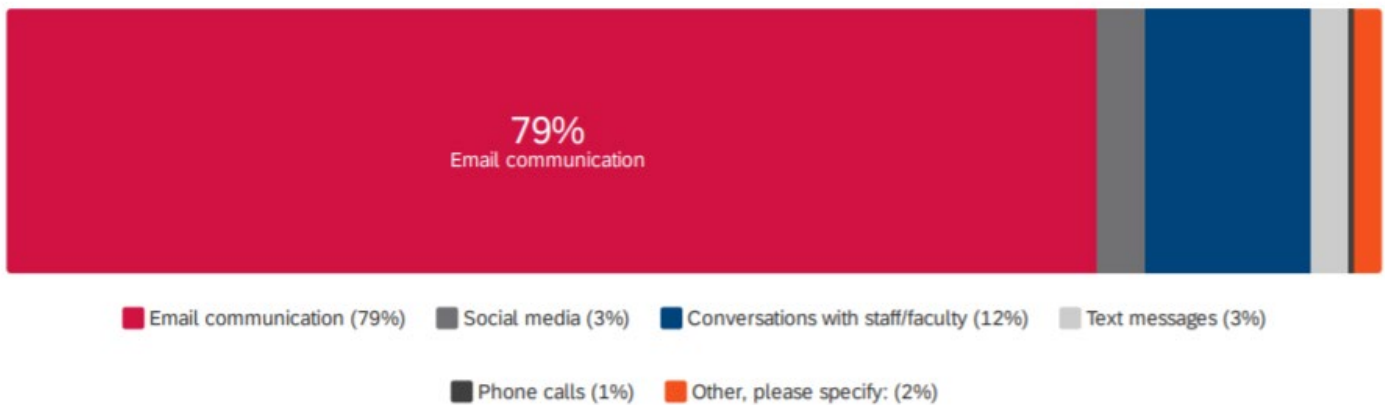 79%
Email communication
Email communication (79%) Social media (3%) Conversations with staff/faculty (12%) Text messages (3%)
Phone calls (1%) Other, please specify: (2%)